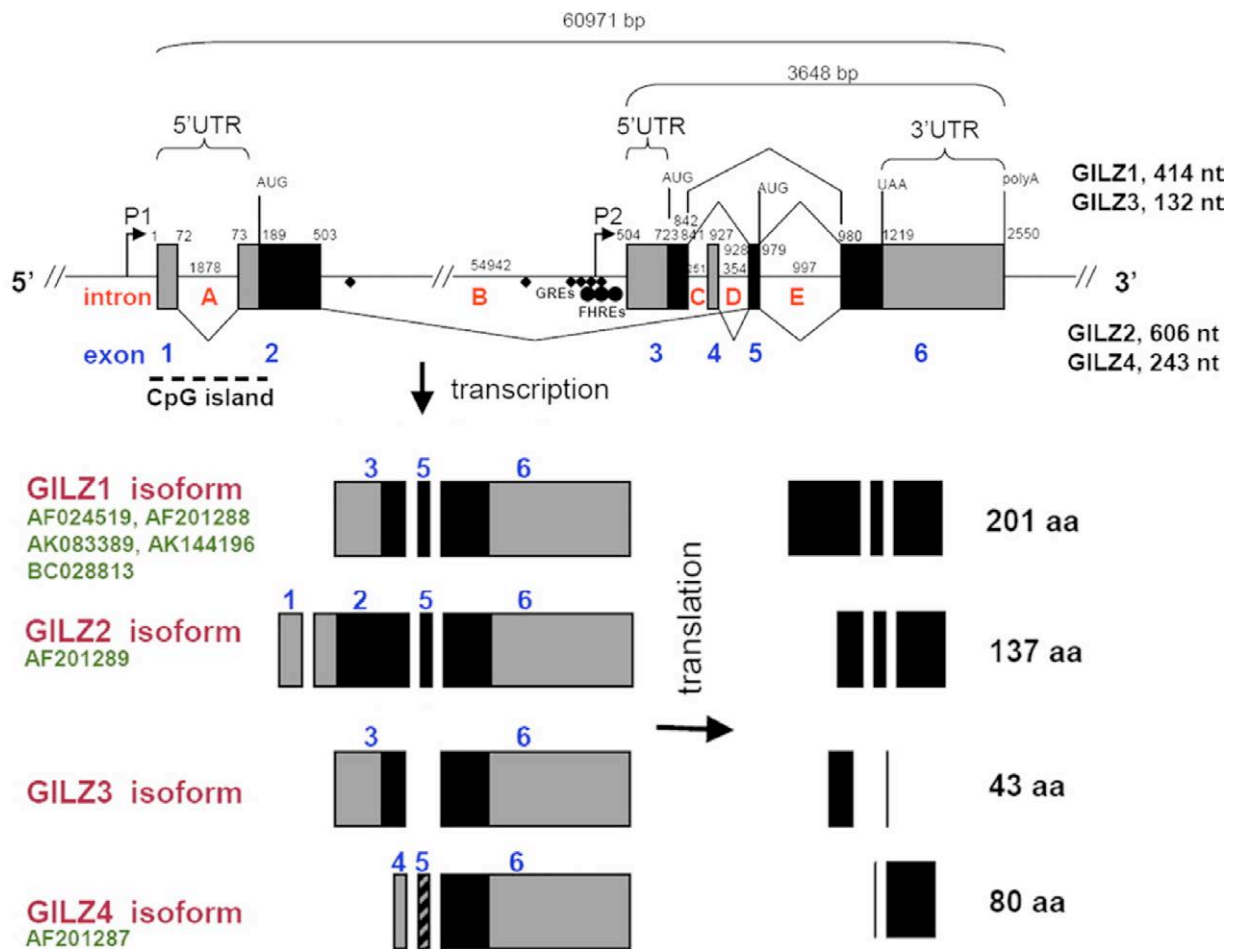 60971 bp
3648 bp
5'UTR
5'UTR
3'UTR
AUG
AUG
AUG
UAA
polyA
GILZ1, 414 nt
GILZ3, 132 nt
P1
P2
1 72 73 189 503 504 723 842 841 927 928 979 980 1219 2550
5' // 1878 // 54942 251 354 997 // 3'
intron A B C D E
GREs
FHREs
GILZ2, 606 nt
GILZ4, 243 nt
exon 1 2 3 4 5 6
CpG island
transcription
3 5 6
GILZ1 isoform
AF024519, AF201288
AK083389, AK144196
BC028813
201 aa
1 2 5 6
GILZ2 isoform
AF201289
137 aa
translation
3 6
GILZ3 isoform
43 aa
4 5 6
GILZ4 isoform
AF201287
80 aa